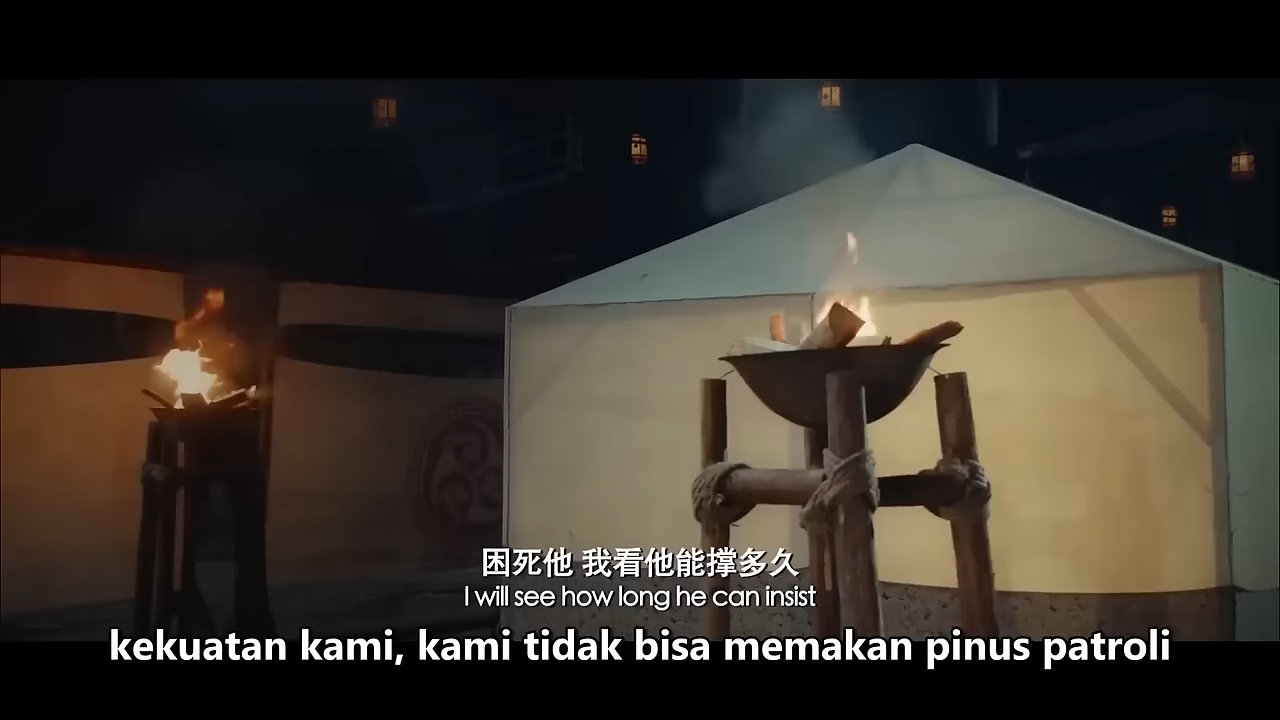 困死他 我看他能撑多久
I will see how long he can insist
kekuatan kami, kami tidak bisa memakan pinus patroli